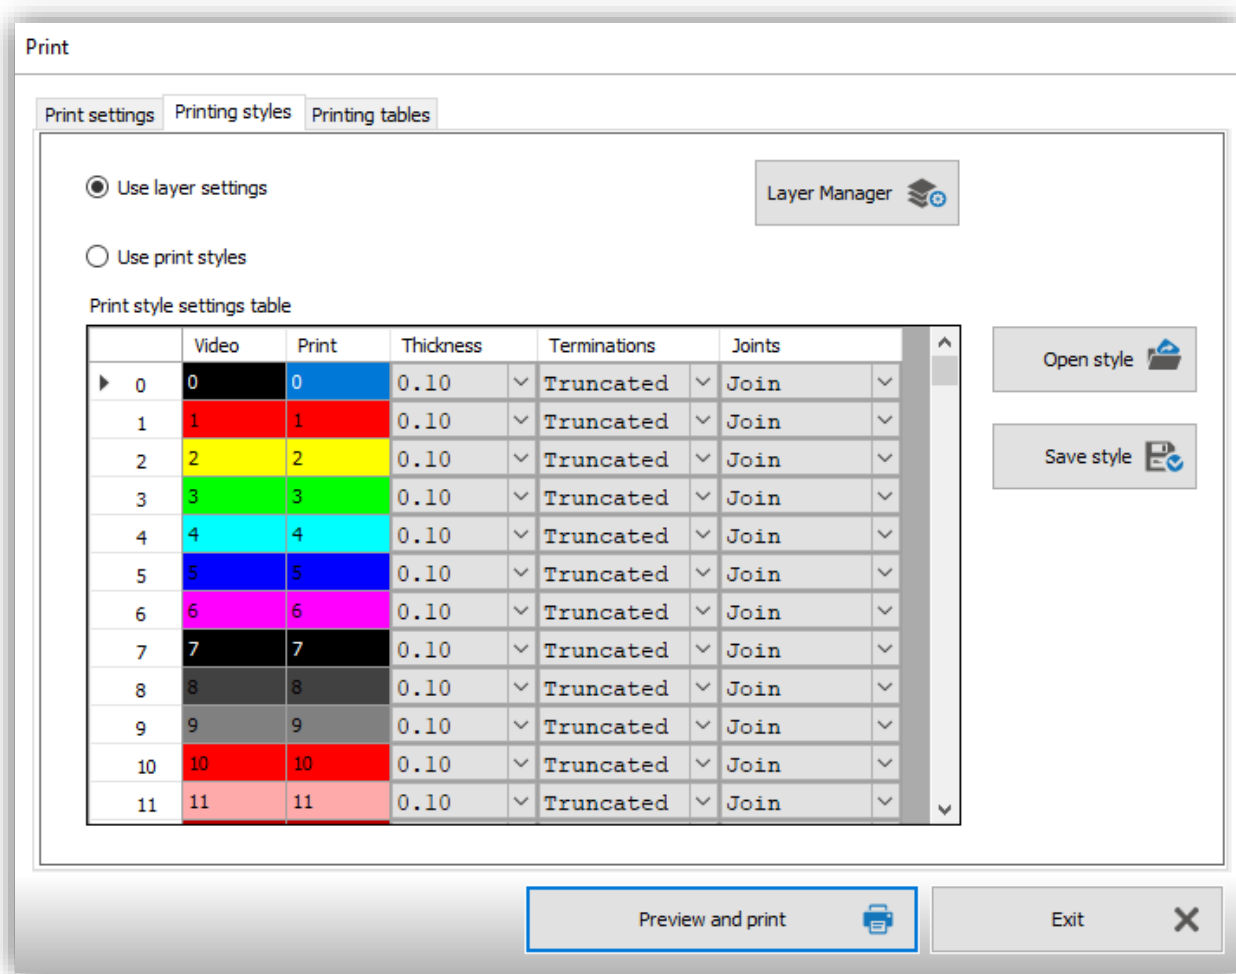 Print
Print settings Printing styles Printing tables
Use layer settings
Layer Manager
Use print styles
Print style settings table
Video Print Thickness Terminations Joints
0 0 0 0.10 Truncated Join
1 1 1 0.10 Truncated Join
2 2 2 0.10 Truncated Join
3 3 3 0.10 Truncated Join
4 4 4 0.10 Truncated Join
5 5 5 0.10 Truncated Join
6 6 6 0.10 Truncated Join
7 7 7 0.10 Truncated Join
8 8 8 0.10 Truncated Join
9 9 9 0.10 Truncated Join
10 10 10 0.10 Truncated Join
11 11 11 0.10 Truncated Join
Open style
Save style
Preview and print
Exit